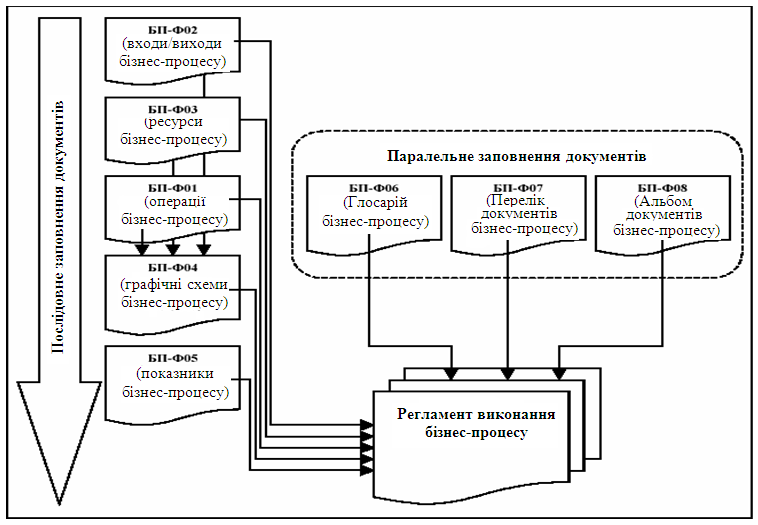 Послідовне заповнення документів
БП-Ф02
(входи/виходи
бізнес-процесу)
БП-Ф03
(ресурси
бізнес-процесу)
БП-Ф01
(операції
бізнес-процесу)
БП-Ф04
(графічні схеми
бізнес-процесу)
БП-Ф05
(показники
бізнес-процесу)
Паралельне заповнення документів
БП-Ф06
(Глосарій
бізнес-процесу)
БП-Ф07
(Перелік
документів
бізнес-процесу)
БП-Ф08
(Альбом
документів
бізнес-процесу)
Регламент виконання
бізнес-процесу